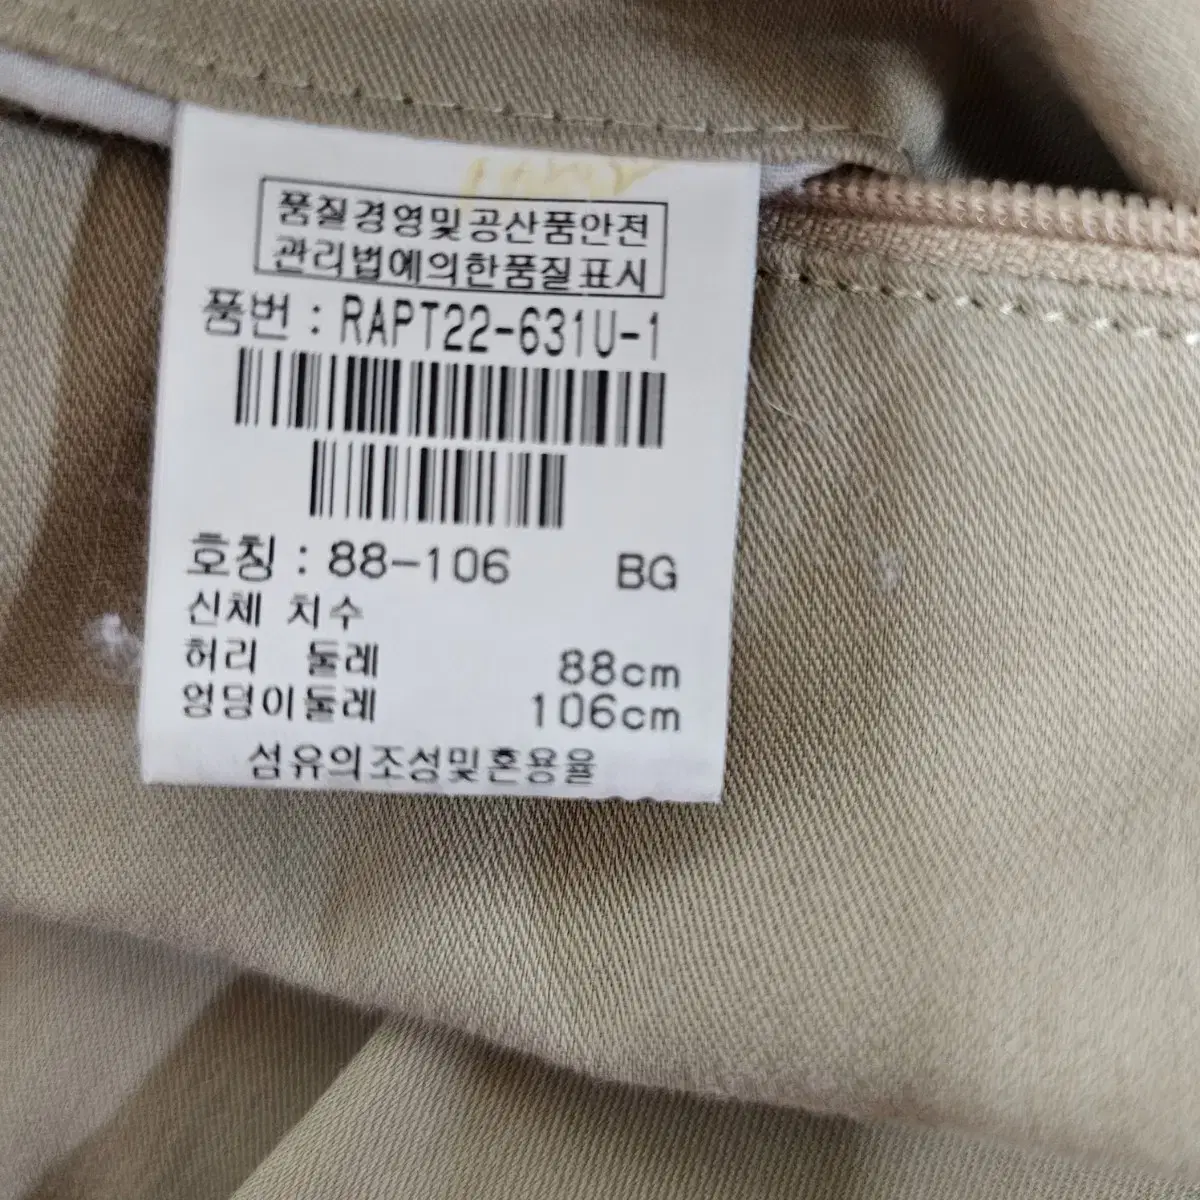 품질경영및공산품안전
관리법에의한품질표시
품번 : RAPT22-631U-1
호칭 : 88-106 BG
신체 치수
허리 둘레 88cm
엉덩이둘레 106cm
섬유의조성및혼용율